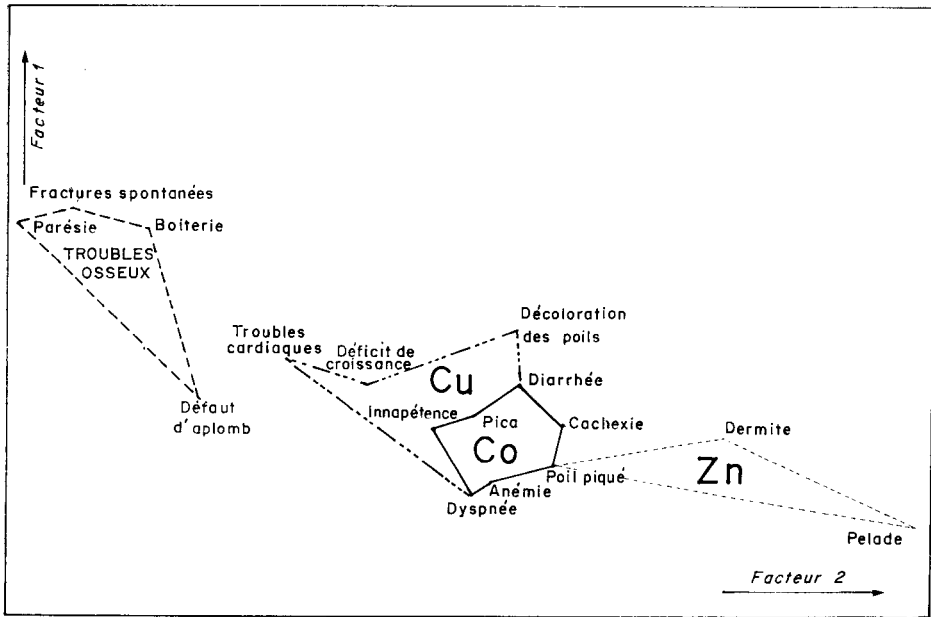 Facteur 1
Fractures spontanées
Parésie
Boîterie
TROUBLES
OSSEUX
Décoloration
des poils
Troubles
cardiaques
Déficit de
croissance
Cu
Diarrhée
Défaut
d'aplomb
Innapétence
Pica
Cachexie
Dermite
Co
Zn
Poil piqué
Anémie
Dyspnée
Pelade
Facteur 2